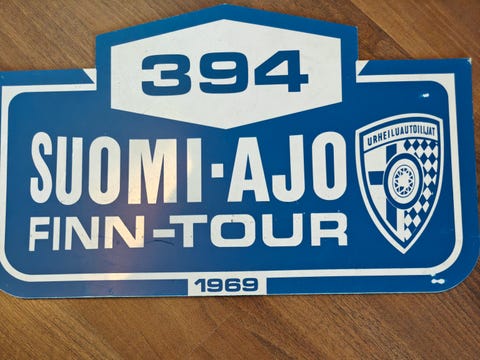 394
SUOMI-AJO
FINN-TOUR
URHEILUAUTOILIJAT
1969